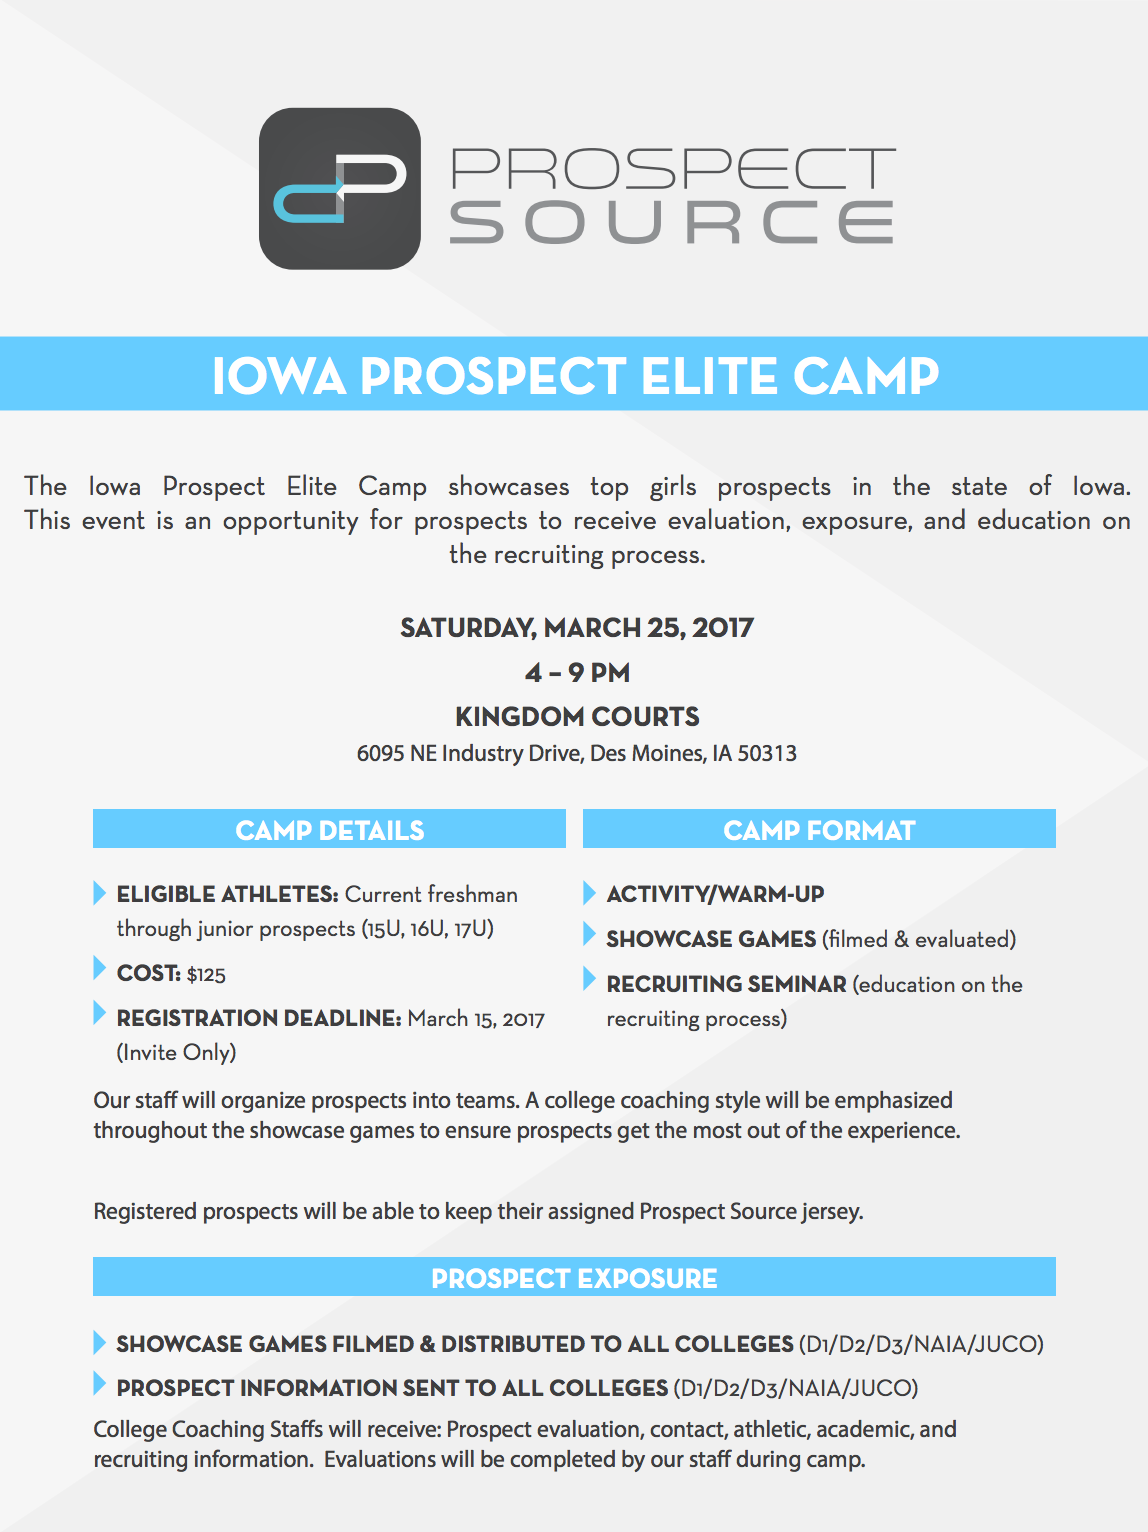 PROSPECT
SOURCE
IOWA PROSPECT ELITE CAMP
The Iowa Prospect Elite Camp showcases top girls prospects in the state of Iowa.
This event is an opportunity for prospects to receive evaluation, exposure, and education on
the recruiting process.
SATURDAY, MARCH 25, 2017
4 – 9 PM
KINGDOM COURTS
6095 NE Industry Drive, Des Moines, IA 50313
CAMP DETAILS
ELIGIBLE ATHLETES: Current freshman
through junior prospects (15U, 16U, 17U)
COST: $125
REGISTRATION DEADLINE: March 15, 2017
(Invite Only)
CAMP FORMAT
ACTIVITY/WARM-UP
SHOWCASE GAMES (filmed & evaluated)
RECRUITING SEMINAR (education on the
recruiting process)
Our staff will organize prospects into teams. A college coaching style will be emphasized
throughout the showcase games to ensure prospects get the most out of the experience.
Registered prospects will be able to keep their assigned Prospect Source jersey.
PROSPECT EXPOSURE
SHOWCASE GAMES FILMED & DISTRIBUTED TO ALL COLLEGES (D1/D2/D3/NAIA/JUCO)
PROSPECT INFORMATION SENT TO ALL COLLEGES (D1/D2/D3/NAIA/JUCO)
College Coaching Staffs will receive: Prospect evaluation, contact, athletic, academic, and
recruiting information.  Evaluations will be completed by our staff during camp.